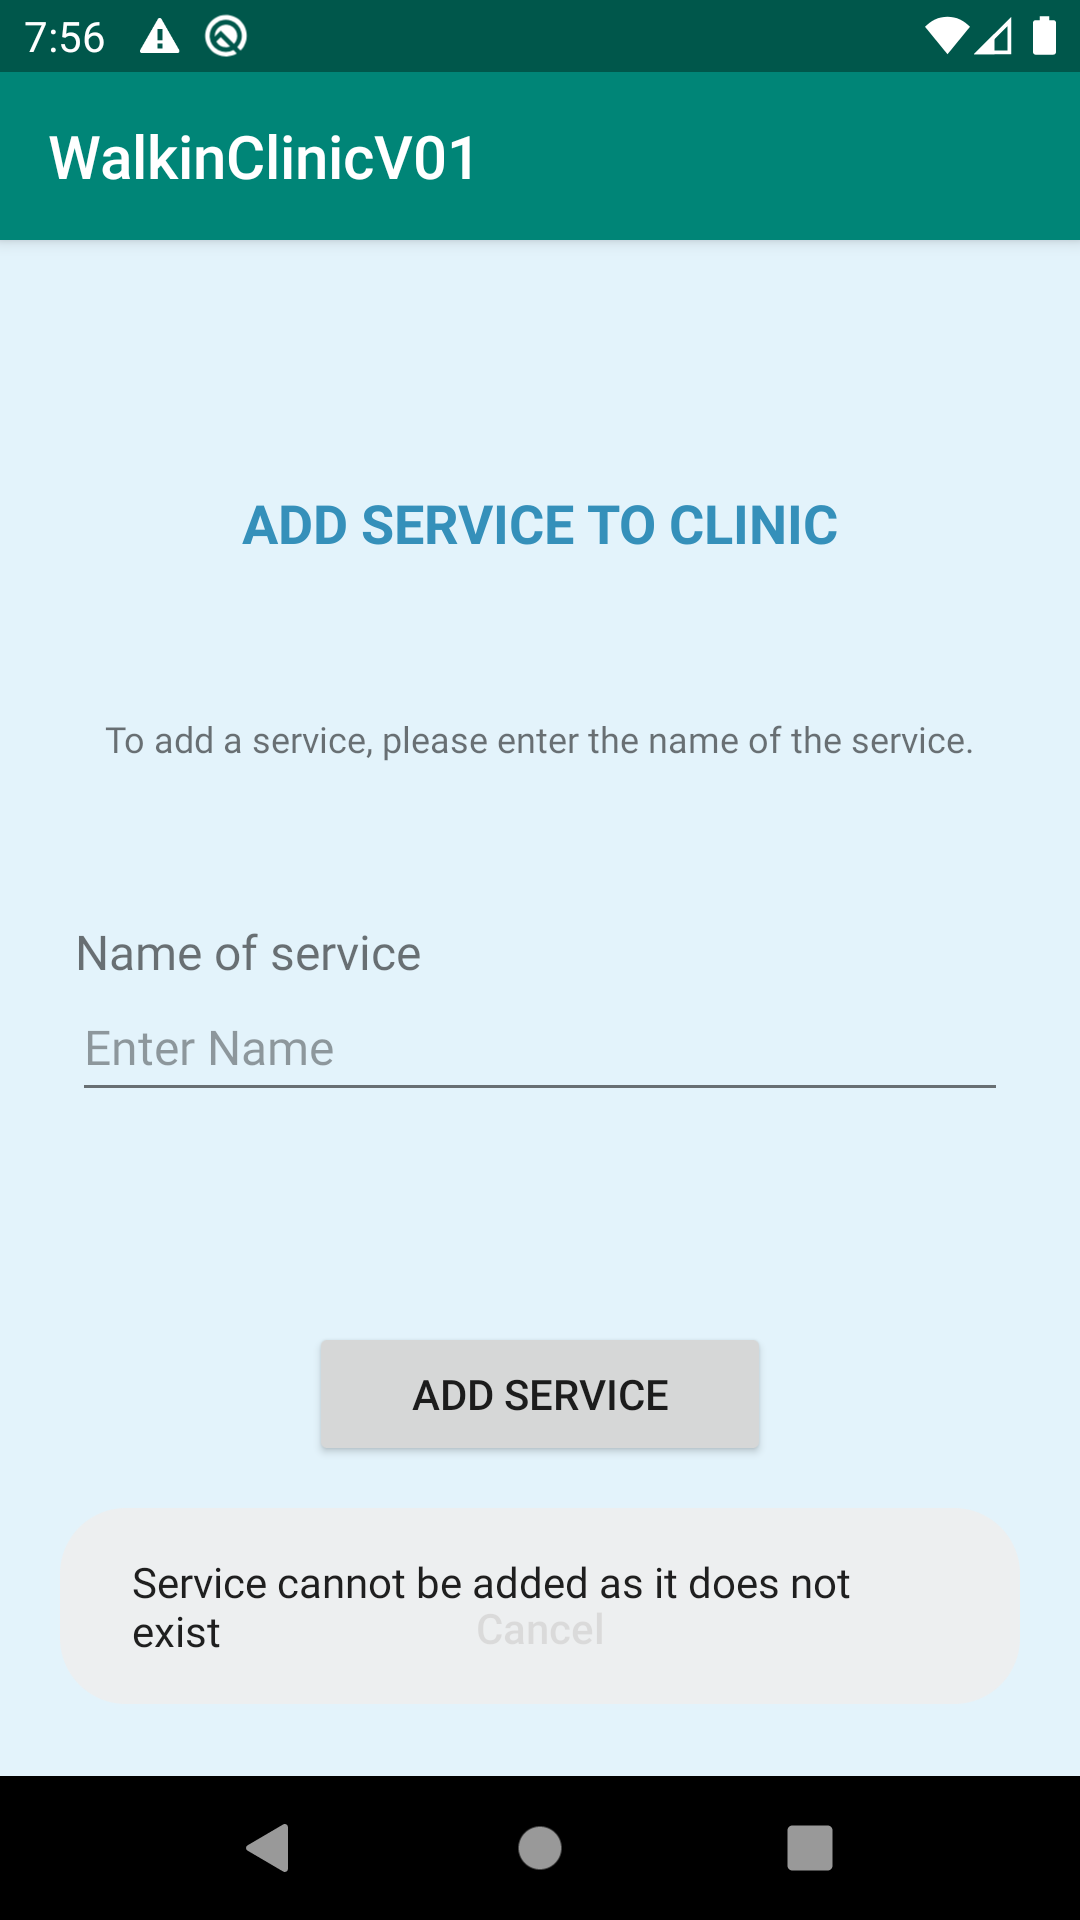 7:56
WalkinClinicV01
ADD SERVICE TO CLINIC
To add a service, please enter the name of the service.
Name of service
Enter Name
ADD SERVICE
Service cannot be added as it does not
exist
Cancel